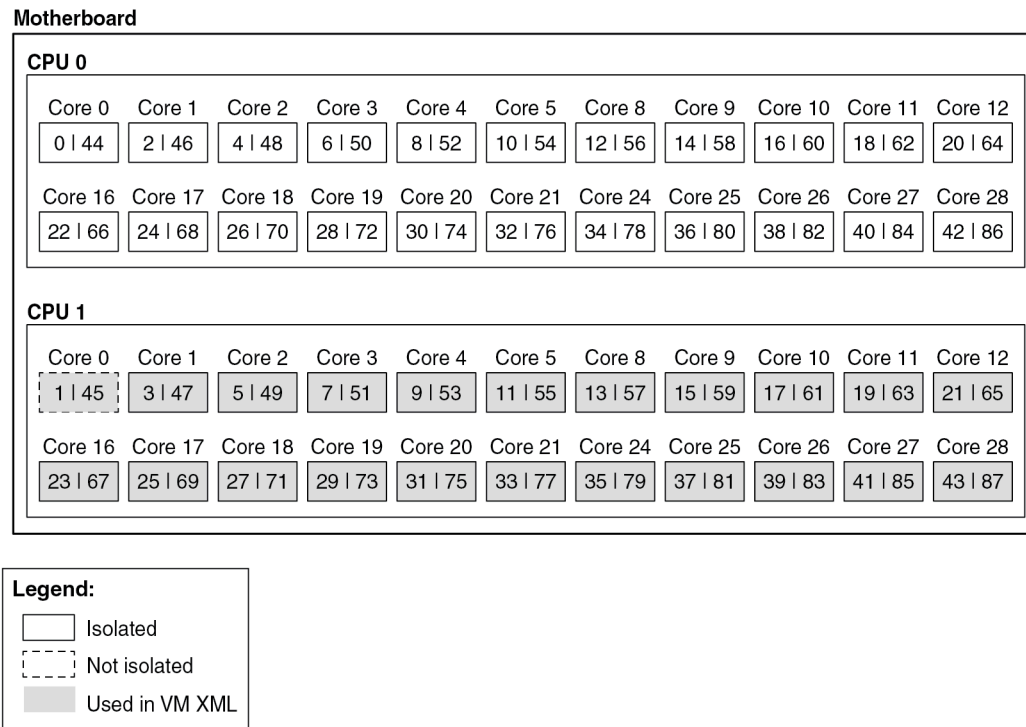 Motherboard
CPU 0
Core 0 Core 1 Core 2 Core 3 Core 4 Core 5 Core 8 Core 9 Core 10 Core 11 Core 12
0 | 44 2 | 46 4 | 48 6 | 50 8 | 52 10 | 54 12 | 56 14 | 58 16 | 60 18 | 62 20 | 64
Core 16 Core 17 Core 18 Core 19 Core 20 Core 21 Core 24 Core 25 Core 26 Core 27 Core 28
22 | 66 24 | 68 26 | 70 28 | 72 30 | 74 32 | 76 34 | 78 36 | 80 38 | 82 40 | 84 42 | 86
CPU 1
Core 0 Core 1 Core 2 Core 3 Core 4 Core 5 Core 8 Core 9 Core 10 Core 11 Core 12
1 | 45 3 | 47 5 | 49 7 | 51 9 | 53 11 | 55 13 | 57 15 | 59 17 | 61 19 | 63 21 | 65
Core 16 Core 17 Core 18 Core 19 Core 20 Core 21 Core 24 Core 25 Core 26 Core 27 Core 28
23 | 67 25 | 69 27 | 71 29 | 73 31 | 75 33 | 77 35 | 79 37 | 81 39 | 83 41 | 85 43 | 87
Legend:
Isolated
Not isolated
Used in VM XML